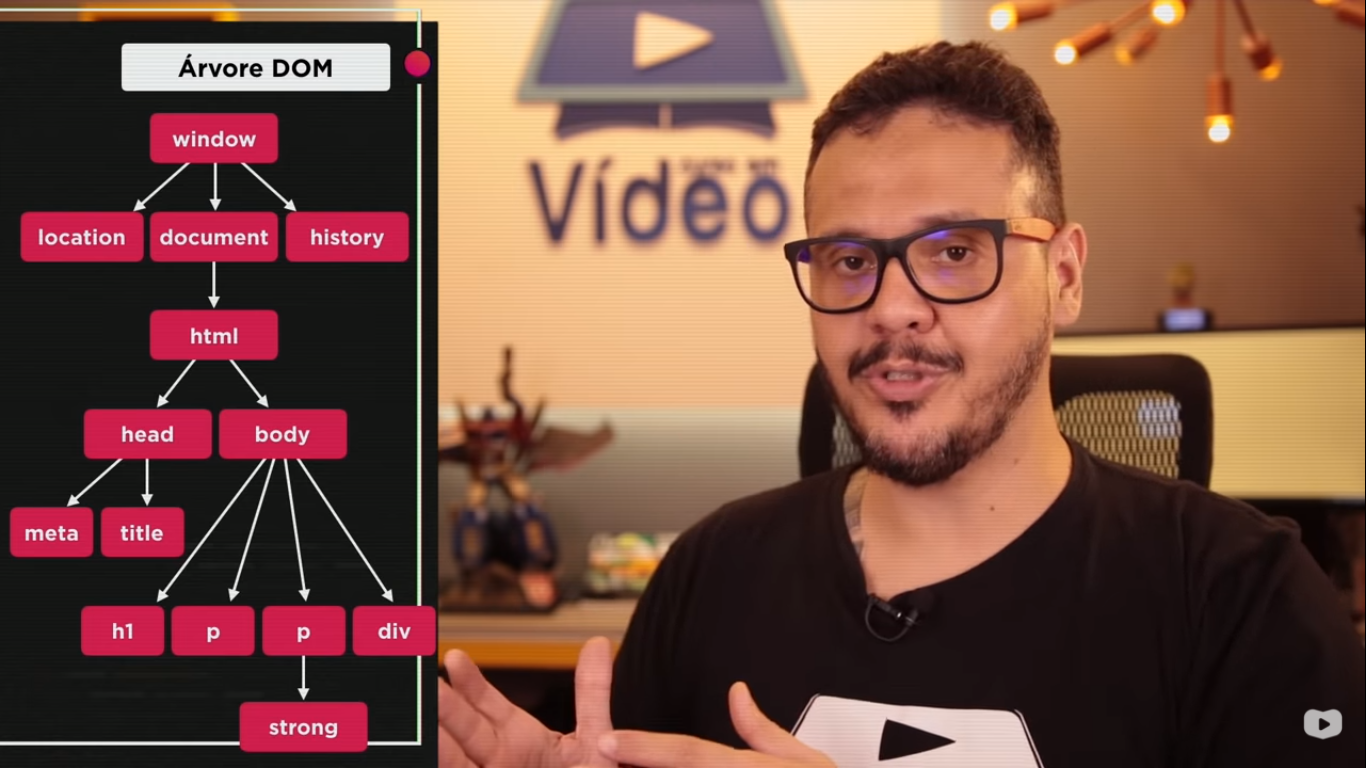 Árvore DOM
window
location document history
html
head body
meta title
h1 p p div
strong
Vídeo